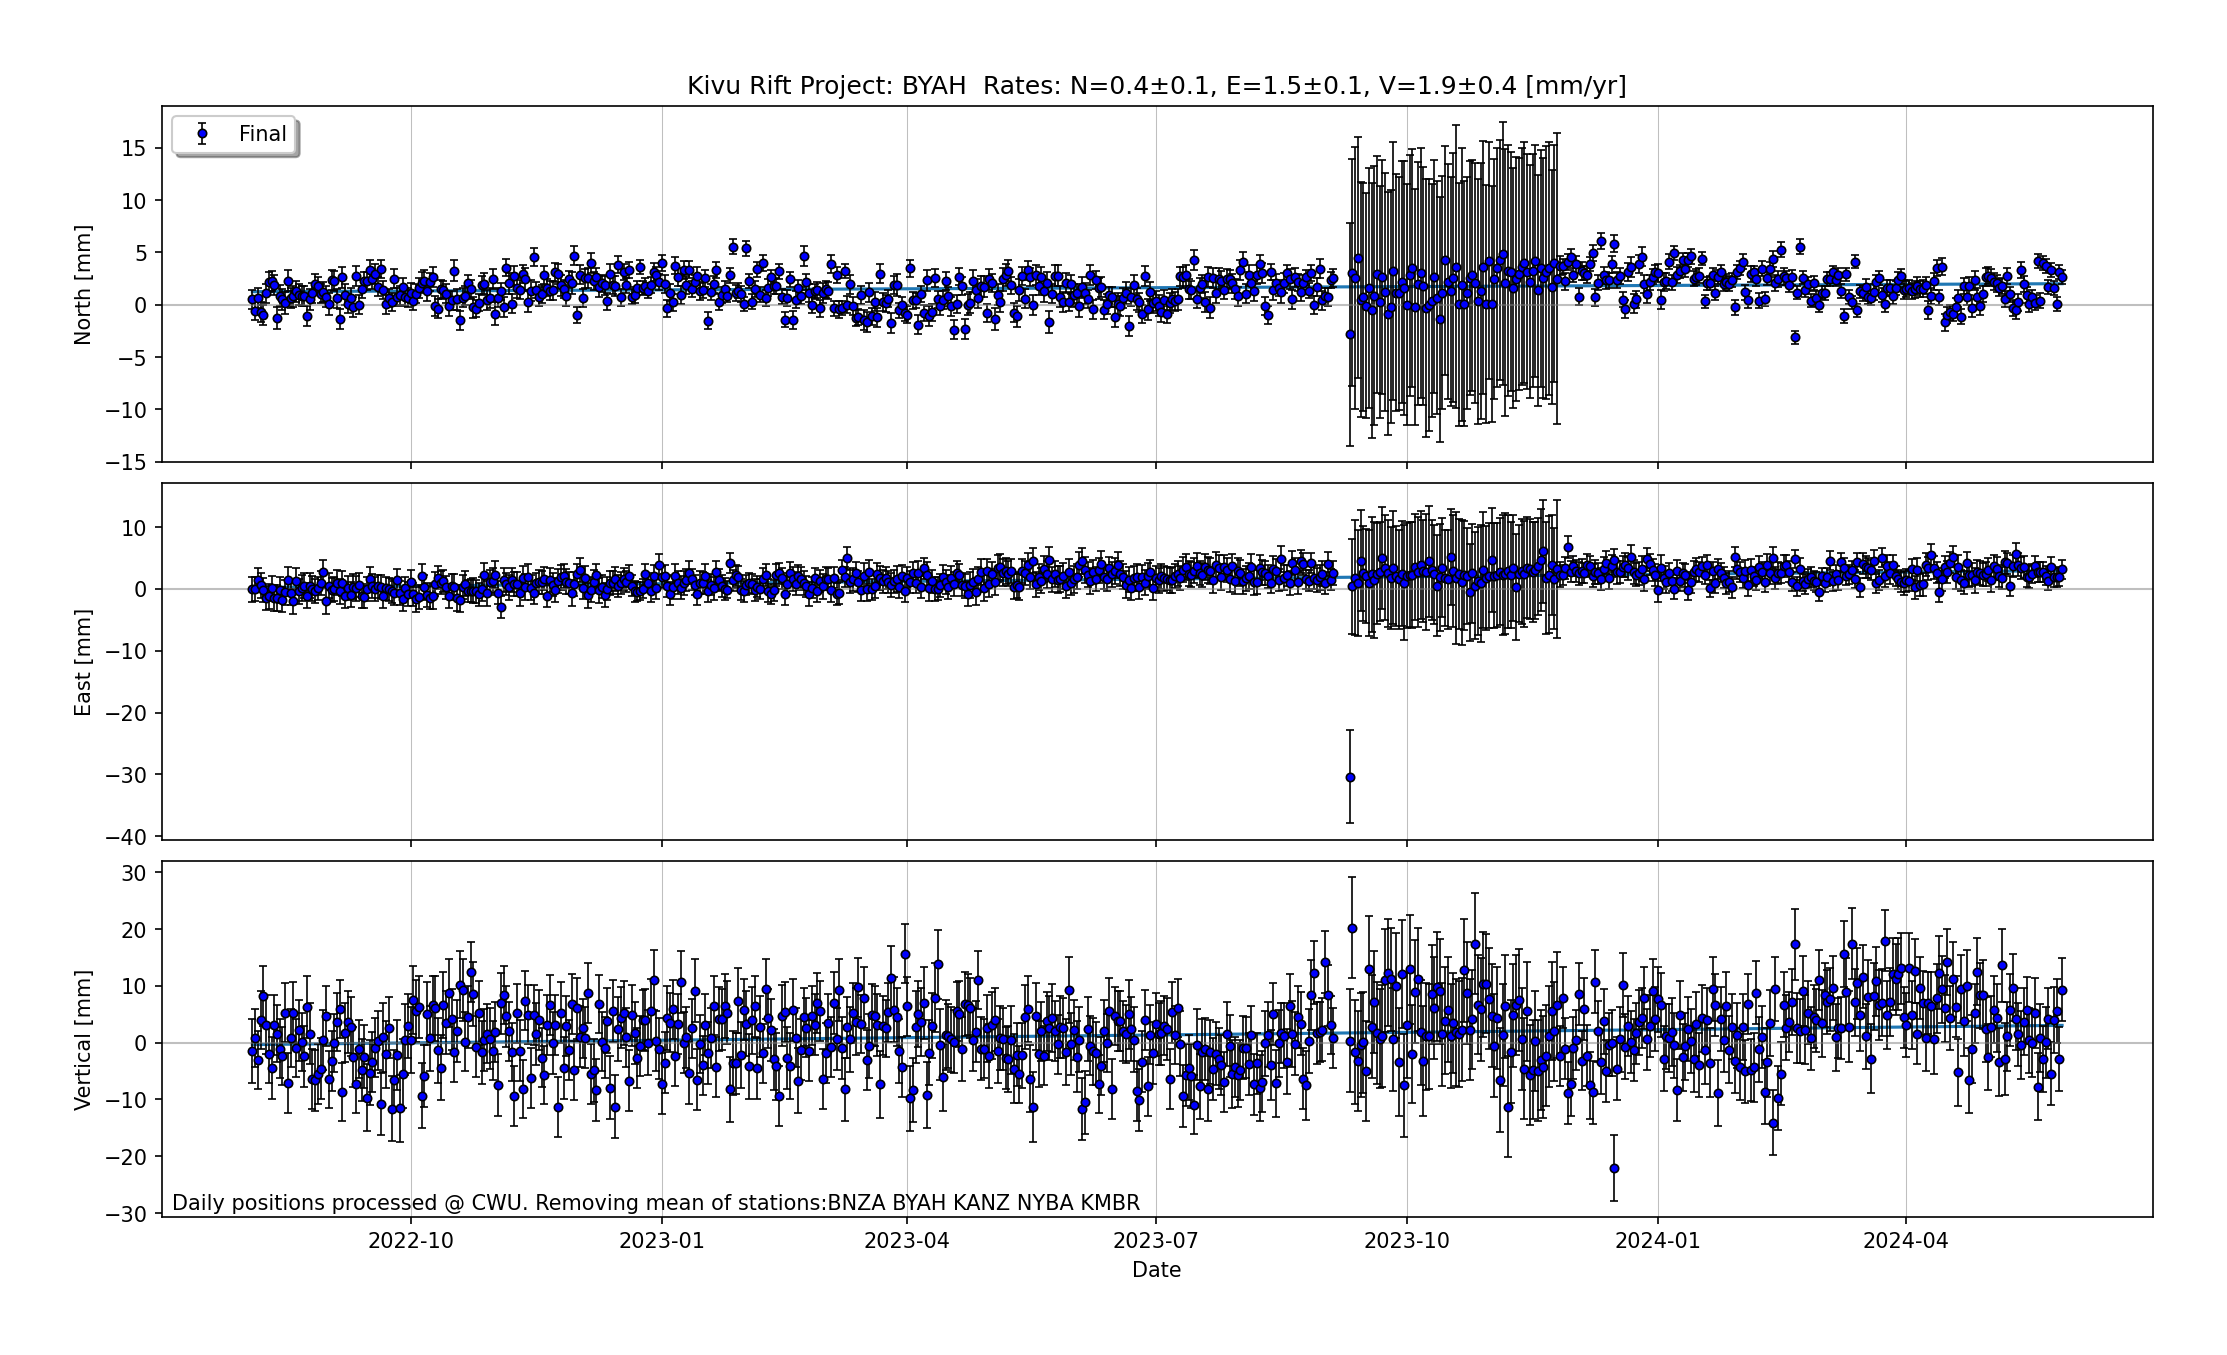 Kivu Rift Project: BYAH  Rates: N=0.4±0.1, E=1.5±0.1, V=1.9±0.4 [mm/yr]
Final
North [mm]
15
10
5
0
−5
−10
−15
East [mm]
10
0
−10
−20
−30
−40
Vertical [mm]
30
20
10
0
−10
−20
−30
Daily positions processed @ CWU. Removing mean of stations:BNZA BYAH KANZ NYBA KMBR
2022-10 2023-01 2023-04 2023-07 2023-10 2024-01 2024-04
Date